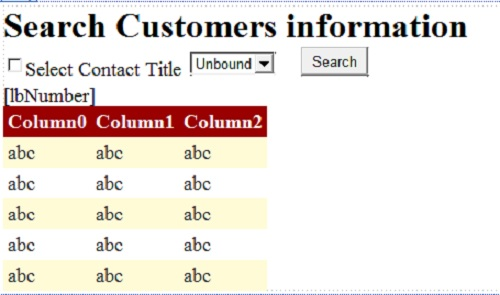 Search Customers information
Select Contact Title Unbound Search
[lbNumber]
Column0 Column1 Column2
abc abc abc
abc abc abc
abc abc abc
abc abc abc
abc abc abc